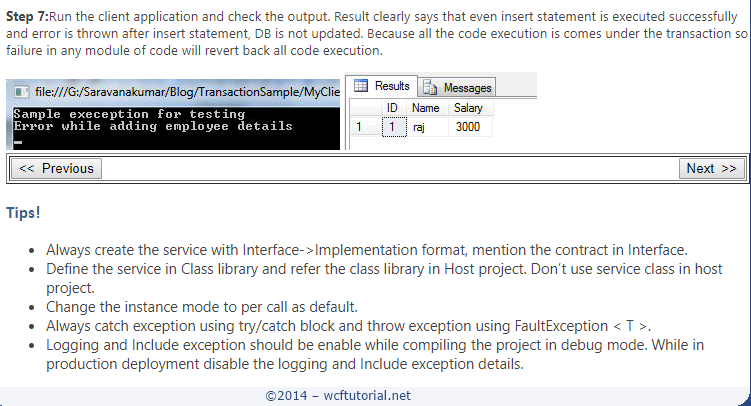 Step 7:Run the client application and check the output. Result clearly says that even insert statement is executed successfully
and error is thrown after insert statement, DB is not updated. Because all the code execution is comes under the transaction so
failure in any module of code will revert back all code execution.
file:///G:/Saravanakumar/Blog/TransactionSample/MyClie
Sample exeception for testing
Error while adding employee details
Results Messages
ID Name Salary
1 1 raj 3000
<< Previous Next >>
Tips!
• Always create the service with Interface->Implementation format, mention the contract in Interface.
• Define the service in Class library and refer the class library in Host project. Don’t use service class in host
project.
• Change the instance mode to per call as default.
• Always catch exception using try/catch block and throw exception using FaultException < T >.
• Logging and Include exception should be enable while compiling the project in debug mode. While in
production deployment disable the logging and Include exception details.
©2014 – wcftutorial.net